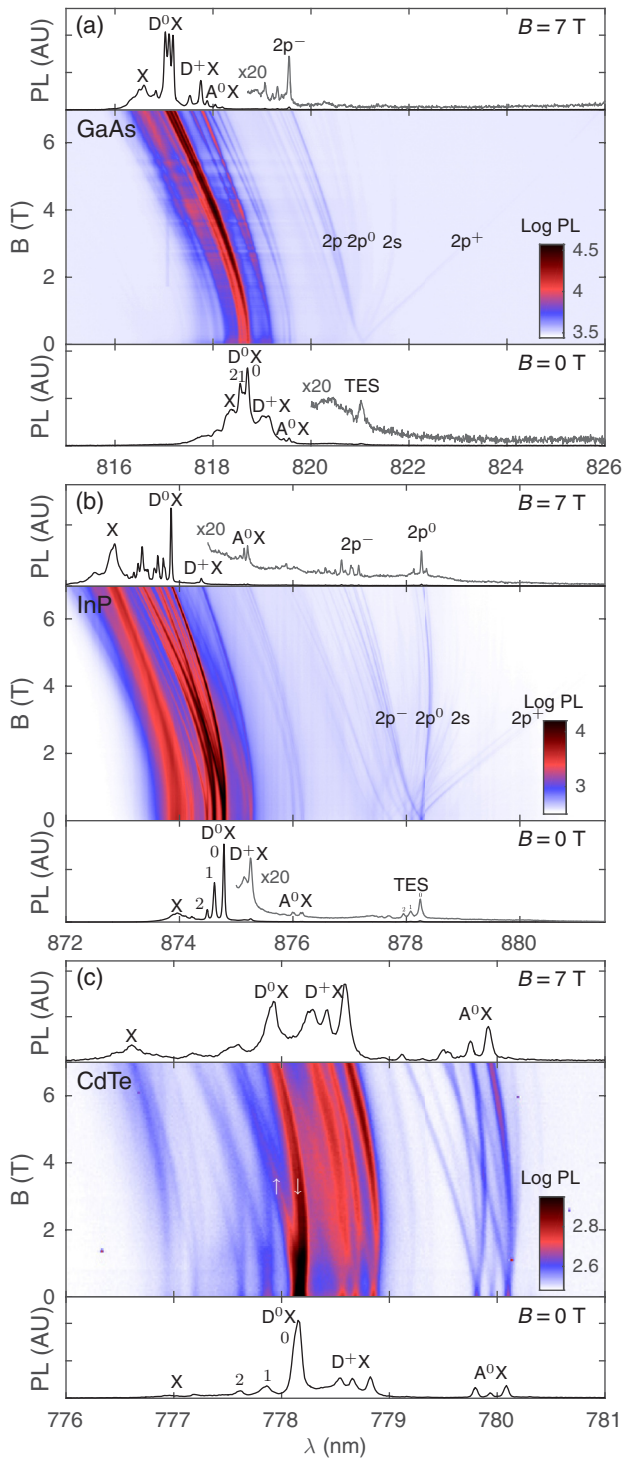 (a)
D⁰X
B = 7 T
2p⁻
x20
D⁺X
X
A⁰X
PL (AU)
GaAs
6
4
2
0
B (T)
2p⁻
2p⁰
2s
2p⁺
Log PL
4.5
4
3.5
D⁰X
B = 0 T
2
1
0
x20
TES
X
D⁺X
A⁰X
PL (AU)
816
818
820
822
824
826
(b)
D⁰X
B = 7 T
X
x20
A⁰X
2p⁻
2p⁰
D⁺X
PL (AU)
InP
6
4
2
0
B (T)
2p⁻
2p⁰
2s
2p⁺
Log PL
4
3
D⁰X
B = 0 T
0
D⁺X
1
x20
TES
X
2
A⁰X
2
1
0
PL (AU)
872
874
876
878
880
(c)
D⁰X
D⁺X
B = 7 T
X
A⁰X
PL (AU)
CdTe
6
4
2
0
B (T)
↑
↓
Log PL
2.8
2.6
D⁰X
B = 0 T
0
D⁺X
X
2
1
A⁰X
PL (AU)
776
777
778
779
780
781
λ (nm)